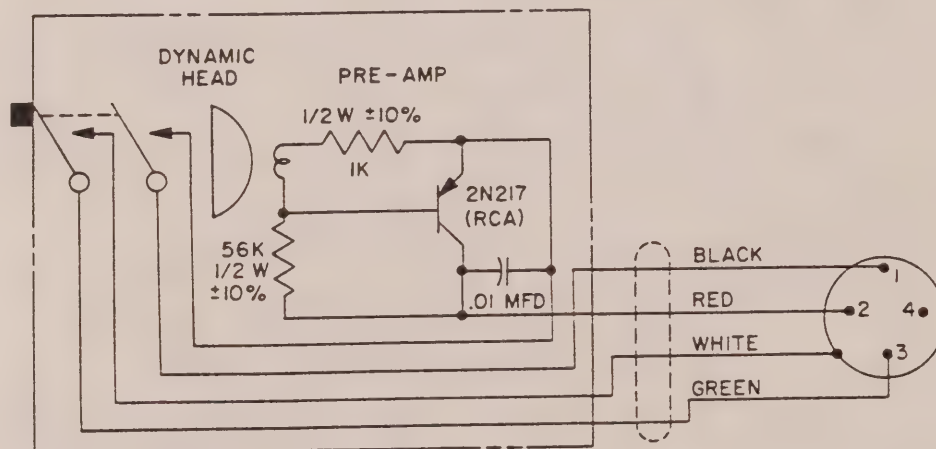 DYNAMIC
HEAD
PRE-AMP
1/2 W ±10%
1K
2N217
(RCA)
56K
1/2 W
±10%
.01 MFD
BLACK
RED
WHITE
GREEN
1
2
4
3